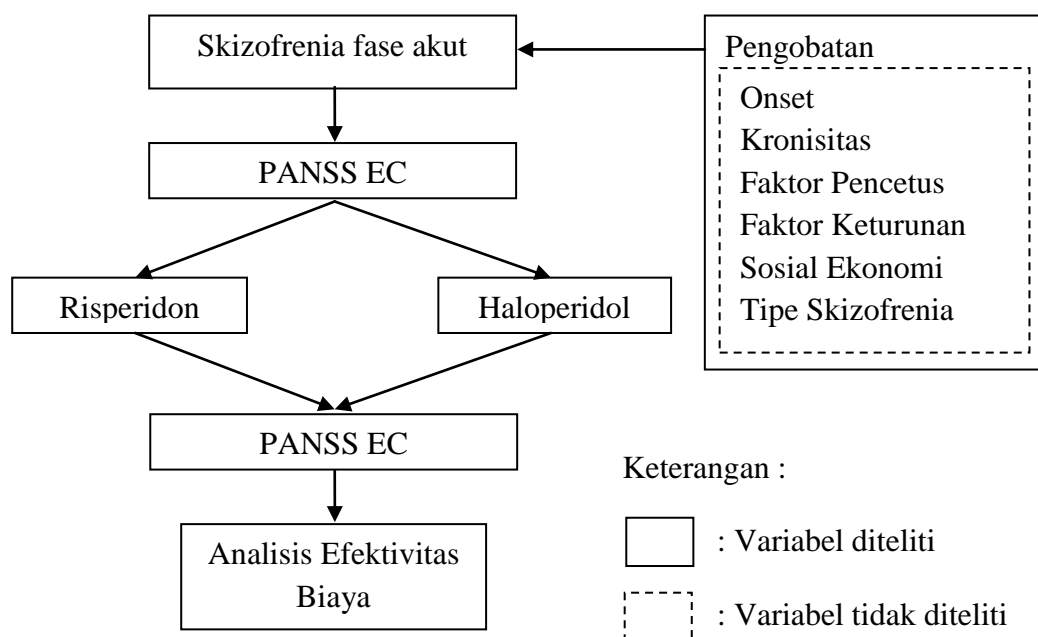 Skizofrenia fase akut
PANSS EC
Risperidon
Haloperidol
PANSS EC
Analisis Efektivitas
Biaya
Pengobatan
Onset
Kronisitas
Faktor Pencetus
Faktor Keturunan
Sosial Ekonomi
Tipe Skizofrenia
Keterangan :
: Variabel diteliti
: Variabel tidak diteliti